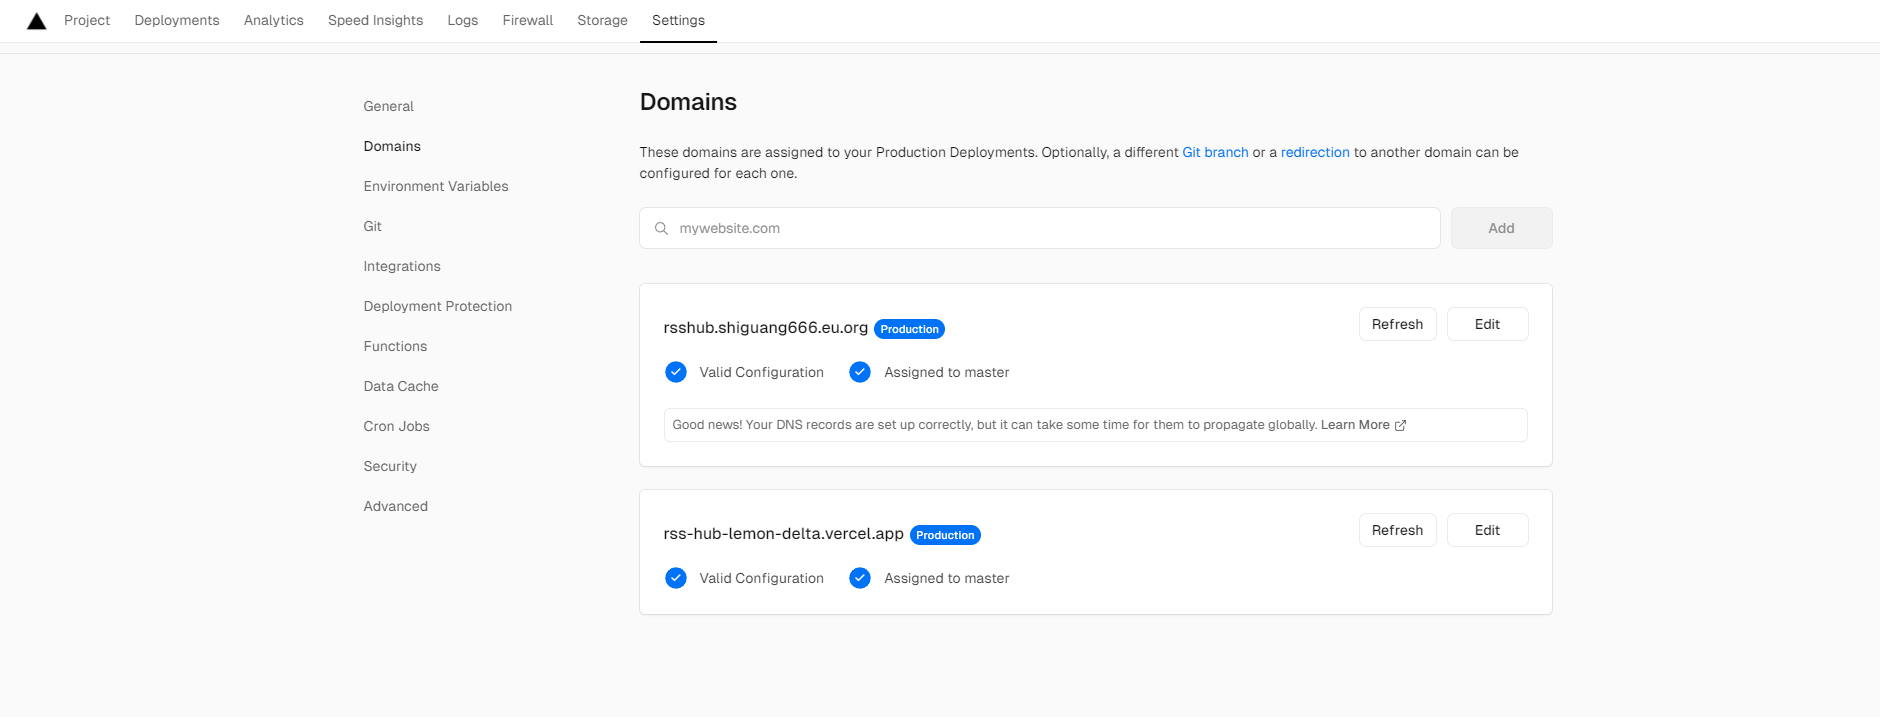 Project Deployments Analytics Speed Insights Logs Firewall Storage Settings
General
Domains
Environment Variables
Git
Integrations
Deployment Protection
Functions
Data Cache
Cron Jobs
Security
Advanced
Domains
These domains are assigned to your Production Deployments. Optionally, a different Git branch or a redirection to another domain can be
configured for each one.
mywebsite.com Add
rsshub.shiguang666.eu.org Production Refresh Edit
Valid Configuration Assigned to master
Good news! Your DNS records are set up correctly, but it can take some time for them to propagate globally. Learn More
rss-hub-lemon-delta.vercel.app Production Refresh Edit
Valid Configuration Assigned to master